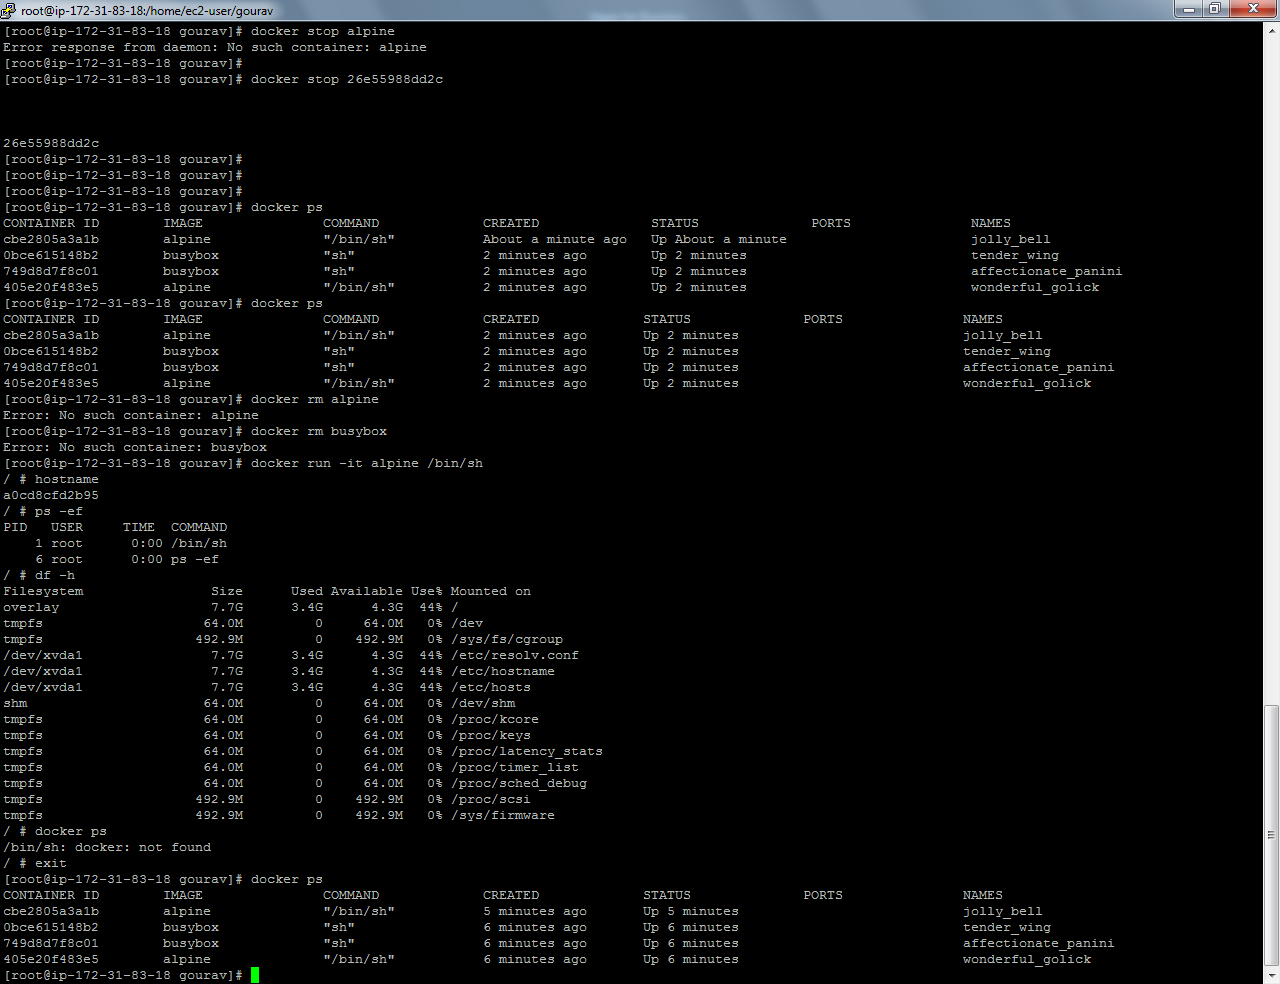 root@ip-172-31-83-18:/home/ec2-user/gourav
[root@ip-172-31-83-18 gourav]# docker stop alpine
Error response from daemon: No such container: alpine
[root@ip-172-31-83-18 gourav]#
[root@ip-172-31-83-18 gourav]# docker stop 26e55988dd2c
26e55988dd2c
[root@ip-172-31-83-18 gourav]#
[root@ip-172-31-83-18 gourav]#
[root@ip-172-31-83-18 gourav]#
[root@ip-172-31-83-18 gourav]# docker ps
CONTAINER ID        IMAGE               COMMAND             CREATED              STATUS              PORTS               NAMES
cbe2805a3a1b        alpine              "/bin/sh"           About a minute ago   Up About a minute                       jolly_bell
0bce615148b2        busybox             "sh"                2 minutes ago        Up 2 minutes                            tender_wing
749d8d7f8c01        busybox             "sh"                2 minutes ago        Up 2 minutes                            affectionate_panini
405e20f483e5        alpine              "/bin/sh"           2 minutes ago        Up 2 minutes                            wonderful_golick
[root@ip-172-31-83-18 gourav]# docker ps
CONTAINER ID        IMAGE               COMMAND             CREATED             STATUS              PORTS               NAMES
cbe2805a3a1b        alpine              "/bin/sh"           2 minutes ago       Up 2 minutes                            jolly_bell
0bce615148b2        busybox             "sh"                2 minutes ago       Up 2 minutes                            tender_wing
749d8d7f8c01        busybox             "sh"                2 minutes ago       Up 2 minutes                            affectionate_panini
405e20f483e5        alpine              "/bin/sh"           2 minutes ago       Up 2 minutes                            wonderful_golick
[root@ip-172-31-83-18 gourav]# docker rm alpine
Error: No such container: alpine
[root@ip-172-31-83-18 gourav]# docker rm busybox
Error: No such container: busybox
[root@ip-172-31-83-18 gourav]# docker run -it alpine /bin/sh
/ # hostname
a0cd8cfd2b95
/ # ps -ef
PID   USER     TIME  COMMAND
    1 root      0:00 /bin/sh
    6 root      0:00 ps -ef
/ # df -h
Filesystem                Size      Used Available Use% Mounted on
overlay                   7.7G      3.4G      4.3G  44% /
tmpfs                    64.0M         0     64.0M   0% /dev
tmpfs                   492.9M         0    492.9M   0% /sys/fs/cgroup
/dev/xvda1                7.7G      3.4G      4.3G  44% /etc/resolv.conf
/dev/xvda1                7.7G      3.4G      4.3G  44% /etc/hostname
/dev/xvda1                7.7G      3.4G      4.3G  44% /etc/hosts
shm                      64.0M         0     64.0M   0% /dev/shm
tmpfs                    64.0M         0     64.0M   0% /proc/kcore
tmpfs                    64.0M         0     64.0M   0% /proc/keys
tmpfs                    64.0M         0     64.0M   0% /proc/latency_stats
tmpfs                    64.0M         0     64.0M   0% /proc/timer_list
tmpfs                    64.0M         0     64.0M   0% /proc/sched_debug
tmpfs                   492.9M         0    492.9M   0% /proc/scsi
tmpfs                   492.9M         0    492.9M   0% /sys/firmware
/ # docker ps
/bin/sh: docker: not found
/ # exit
[root@ip-172-31-83-18 gourav]# docker ps
CONTAINER ID        IMAGE               COMMAND             CREATED             STATUS              PORTS               NAMES
cbe2805a3a1b        alpine              "/bin/sh"           5 minutes ago       Up 5 minutes                            jolly_bell
0bce615148b2        busybox             "sh"                6 minutes ago       Up 6 minutes                            tender_wing
749d8d7f8c01        busybox             "sh"                6 minutes ago       Up 6 minutes                            affectionate_panini
405e20f483e5        alpine              "/bin/sh"           6 minutes ago       Up 6 minutes                            wonderful_golick
[root@ip-172-31-83-18 gourav]#